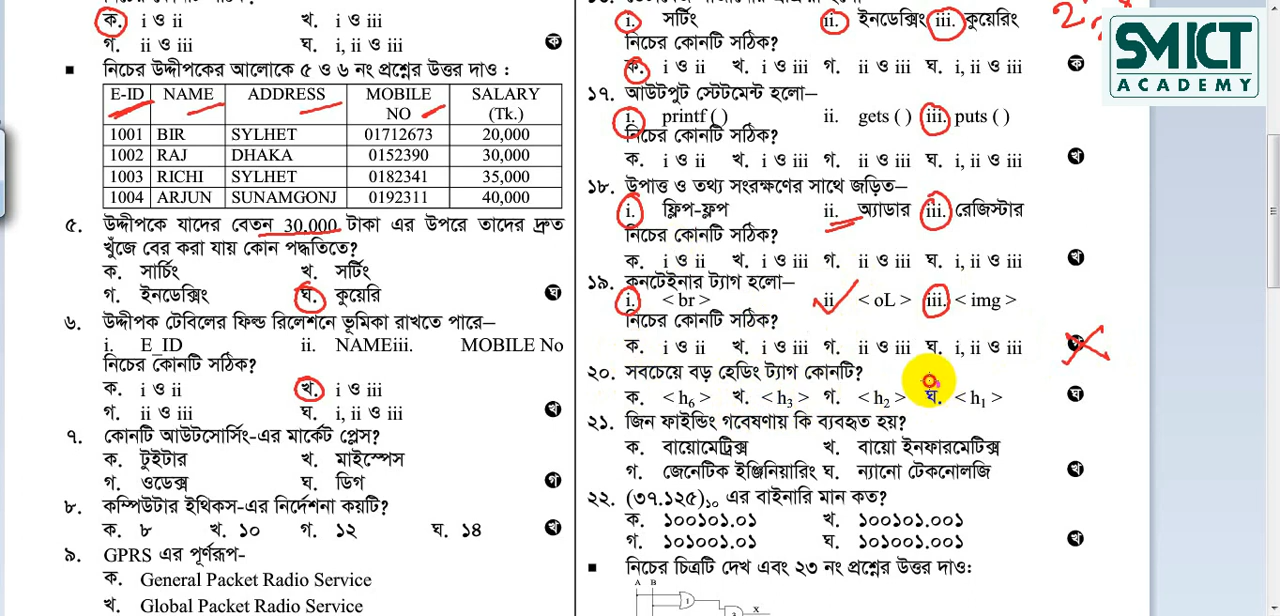 ক. i ও ii খ. i ও iii
গ. ii ও iii ঘ. i, ii ও iii ক
■ নিচের উদ্দীপকের আলোকে ৫ ও ৬ নং প্রশ্নের উত্তর দাও :
E-ID NAME ADDRESS MOBILE NO SALARY (Tk.)
1001 BIR SYLHET 01712673 20,000
1002 RAJ DHAKA 0152390 30,000
1003 RICHI SYLHET 0182341 35,000
1004 ARJUN SUNAMGONJ 0192311 40,000
৫. উদ্দীপকে যাদের বেতন 30,000 টাকা এর উপরে তাদের দ্রুত
খুঁজে বের করা যায় কোন পদ্ধতিতে?
ক. সার্চিং খ. সর্টিং
গ. ইনডেক্সিং ঘ. কুয়েরি ঘ
৬. উদ্দীপক টেবিলের ফিল্ড রিলেশনে ভূমিকা রাখতে পারে–
i. E_ID ii. NAMEiii. MOBILE No
নিচের কোনটি সঠিক?
ক. i ও ii খ. i ও iii
গ. ii ও iii ঘ. i, ii ও iii খ
৭. কোনটি আউটসোর্সিং-এর মার্কেট প্লেস?
ক. টুইটার খ. মাইস্পেস
গ. ওডেক্স ঘ. ডিগ গ
৮. কম্পিউটার ইথিকস-এর নির্দেশনা কয়টি?
ক. ৮ খ. ১০ গ. ১২ ঘ. ১৪ খ
৯. GPRS এর পূর্ণরূপ-
ক. General Packet Radio Service
খ. Global Packet Radio Service
i. সর্টিং ii. ইনডেক্সিং iii. কুয়েরিং
নিচের কোনটি সঠিক?
ক. i ও ii খ. i ও iii গ. ii ও iii ঘ. i, ii ও iii ক
১৭. আউটপুট স্টেটমেন্ট হলো–
i. printf ( ) ii. gets ( ) iii. puts ( )
নিচের কোনটি সঠিক?
ক. i ও ii খ. i ও iii গ. ii ও iii ঘ. i, ii ও iii খ
১৮. উপাত্ত ও তথ্য সংরক্ষণের সাথে জড়িত–
i. ফ্লিপ-ফ্লপ ii. অ্যাডার iii. রেজিস্টার
নিচের কোনটি সঠিক?
ক. i ও ii খ. i ও iii গ. ii ও iii ঘ. i, ii ও iii খ
১৯. কনটেইনার ট্যাগ হলো–
i. < br > ii < oL > iii. < img >
নিচের কোনটি সঠিক?
ক. i ও ii খ. i ও iii গ. ii ও iii ঘ. i, ii ও iii
২০. সবচেয়ে বড় হেডিং ট্যাগ কোনটি?
ক. < h₆ > খ. < h₃ > গ. < h₂ > ঘ. < h₁ > ঘ
২১. জিন ফাইন্ডিং গবেষণায় কি ব্যবহৃত হয়?
ক. বায়োমেট্রিক্স খ. বায়ো ইনফারমেটিক্স
গ. জেনেটিক ইঞ্জিনিয়ারিং ঘ. ন্যানো টেকনোলজি খ
২২. (৩৭.১২৫)₁₀ এর বাইনারি মান কত?
ক. ১০০১০১.০১ খ. ১০০১০১.০০১
গ. ১০১০০১.০১ ঘ. ১০১০০১.০০১ খ
■ নিচের চিত্রটি দেখ এবং ২৩ নং প্রশ্নের উত্তর দাও:
A B
1 X
3
SMICT
ACADEMY